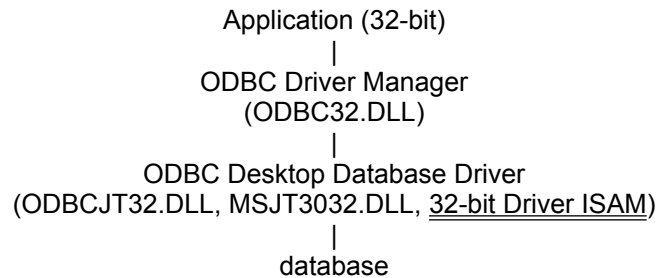 Application (32-bit)
|
ODBC Driver Manager
(ODBC32.DLL)
|
ODBC Desktop Database Driver
(ODBCJT32.DLL, MSJT3032.DLL, 32-bit Driver ISAM)
|
database